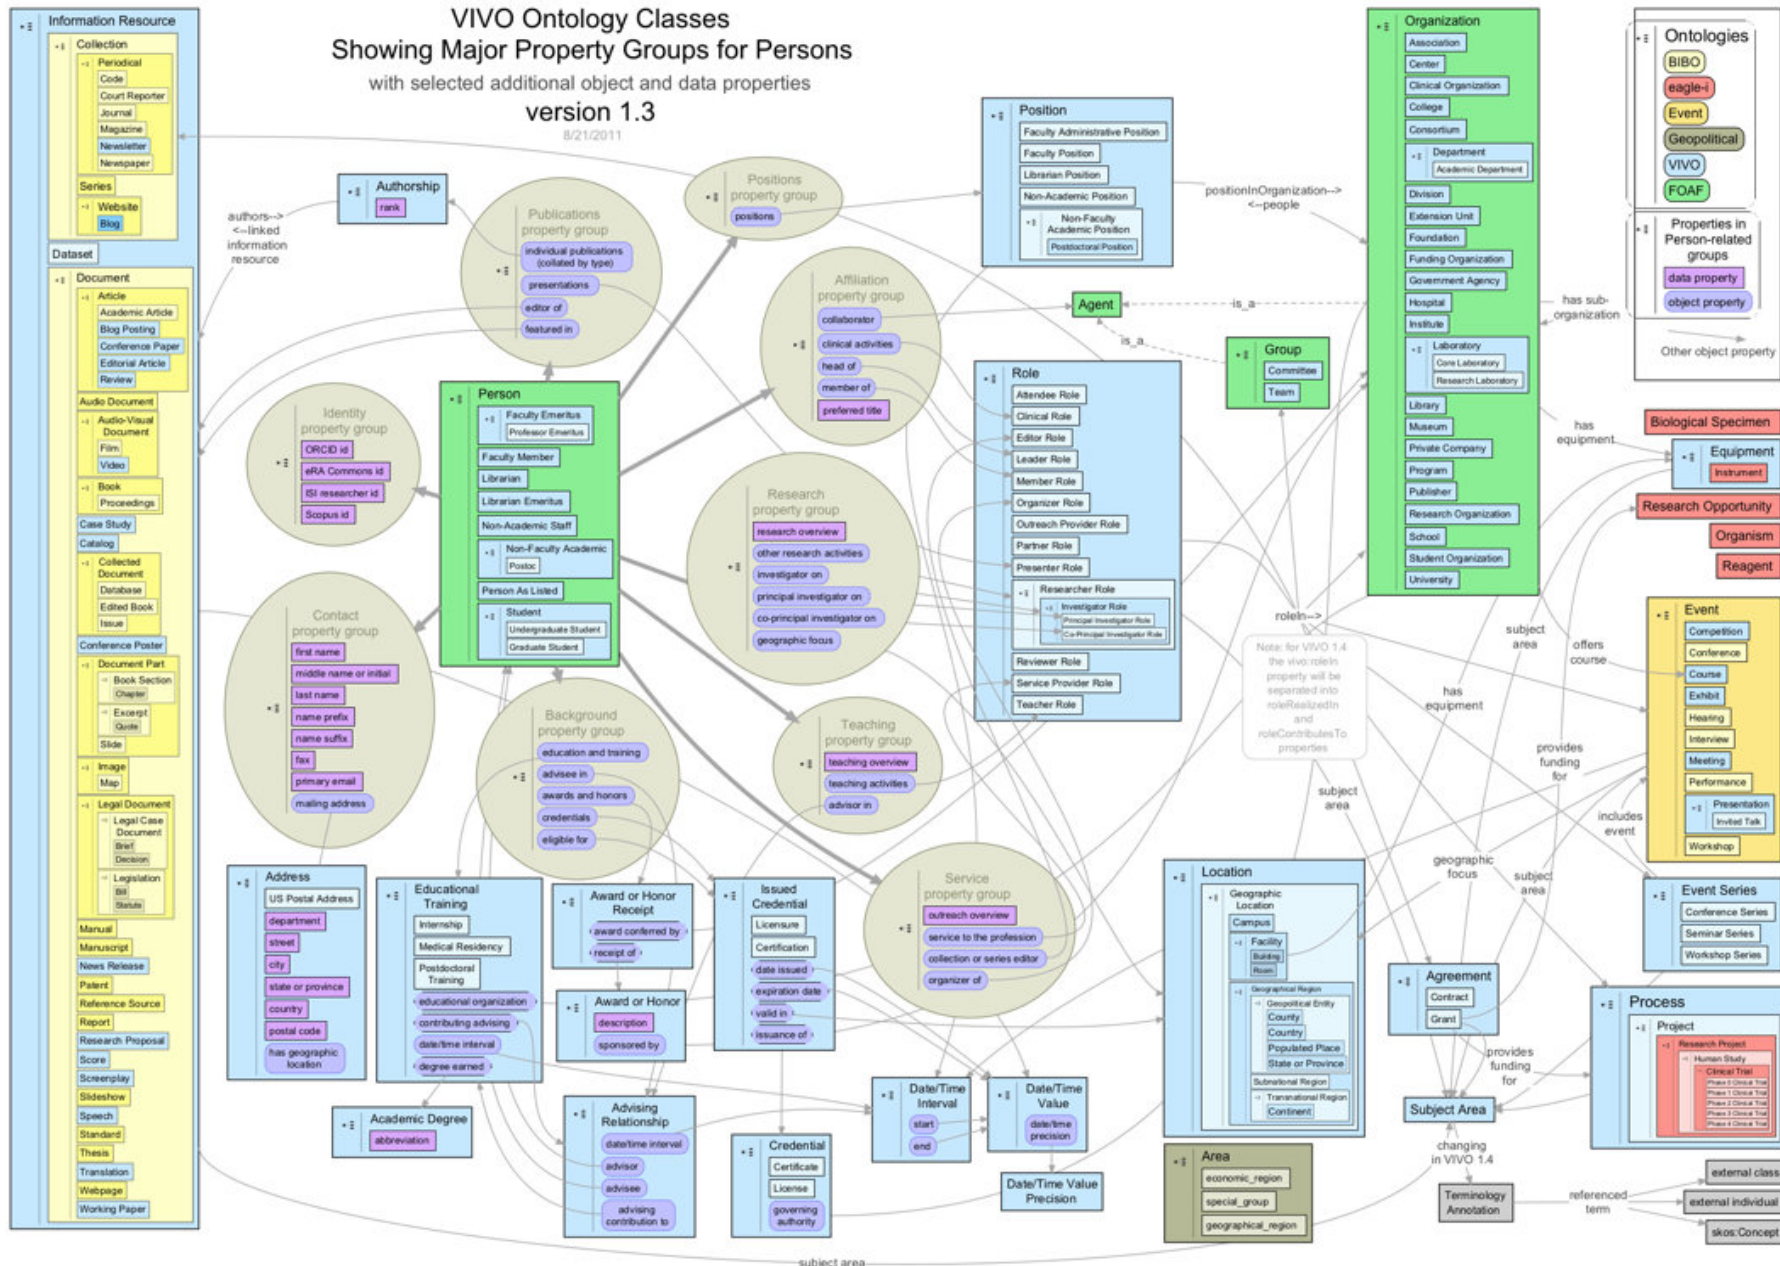 VIVO Ontology Classes
Showing Major Property Groups for Persons
with selected additional object and data properties
version 1.3
8/21/2011
Information Resource
Collection
Periodical
Code
Court Reporter
Journal
Magazine
Newsletter
Newspaper
Series
Website
Blog
Dataset
Document
Article
Academic Article
Blog Posting
Conference Paper
Editorial Article
Review
Audio Document
Audio-Visual
Document
Film
Video
Book
Proceedings
Case Study
Catalog
Collected
Document
Database
Edited Book
Issue
Conference Poster
Document Part
Book Section
Chapter
Excerpt
Quote
Slide
Image
Map
Legal Document
Legal Case
Document
Brief
Decision
Legislation
Bill
Statute
Manual
Manuscript
News Release
Patent
Reference Source
Report
Research Proposal
Score
Screenplay
Slideshow
Speech
Standard
Thesis
Translation
Webpage
Working Paper
authors-->
<--linked
information
resource
Authorship
rank
Publications
property group
individual publications
(collated by type)
presentations
editor of
featured in
Positions
property group
positions
Affiliation
property group
collaborator
clinical activities
head of
member of
preferred title
Identity
property group
ORCID id
eRA Commons id
ISI researcher id
Scopus id
Person
Faculty Emeritus
Professor Emeritus
Faculty Member
Librarian
Librarian Emeritus
Non-Academic Staff
Non-Faculty Academic
Postoc
Person As Listed
Student
Undergraduate Student
Graduate Student
Research
property group
research overview
other research activities
investigator on
principal investigator on
co-principal investigator on
geographic focus
Contact
property group
first name
middle name or initial
last name
name prefix
name suffix
fax
primary email
mailing address
Background
property group
education and training
advisee in
awards and honors
credentials
eligible for
Teaching
property group
teaching overview
teaching activities
advisor in
Service
property group
outreach overview
service to the profession
collection or series editor
organizer of
Address
US Postal Address
department
street
city
state or province
country
postal code
has geographic
location
Educational
Training
Internship
Medical Residency
Postdoctoral
Training
educational organization
contributing advising
date/time interval
degree earned
Academic Degree
abbreviation
Award or Honor
Receipt
award conferred by
receipt of
Award or Honor
description
sponsored by
Advising
Relationship
date/time interval
advisor
advisee
advising
contribution to
Issued
Credential
Licensure
Certification
date issued
expiration date
valid in
issuance of
Credential
Certificate
License
governing
authority
Date/Time
Interval
start
end
Date/Time
Value
date/time
precision
Date/Time Value
Precision
Position
Faculty Administrative Position
Faculty Position
Librarian Position
Non-Academic Position
Non-Faculty
Academic Position
Postdoctoral Position
positionInOrganization-->
<--people
Agent
is_a
is_a
Group
Committee
Team
Role
Attendee Role
Clinical Role
Editor Role
Leader Role
Member Role
Organizer Role
Outreach Provider Role
Partner Role
Presenter Role
Researcher Role
Investigator Role
Principal Investigator Role
Co-Principal Investigator Role
Reviewer Role
Service Provider Role
Teacher Role
Organization
Association
Center
Clinical Organization
College
Consortium
Department
Academic Department
Division
Extension Unit
Foundation
Funding Organization
Government Agency
Hospital
Institute
Laboratory
Core Laboratory
Research Laboratory
Library
Museum
Private Company
Program
Publisher
Research Organization
School
Student Organization
University
has sub-
organization
has
equipment
roleIn-->
Note: for VIVO 1.4
the vivo:roleIn
property will be
separated into
roleRealizedIn
and
roleContributesTo
properties
subject
area
offers
course
has
equipment
provides
funding
for
subject
area
includes
event
geographic
focus
subject
area
Location
Geographic
Location
Campus
Facility
Building
Room
Geographical Region
Geopolitical Entity
County
Country
Populated Place
State or Province
Subnational Region
Transnational Region
Continent
Area
economic_region
special_group
geographical_region
Agreement
Contract
Grant
provides
funding
for
Subject Area
changing
in VIVO 1.4
Terminology
Annotation
referenced
term
external class
external individual
skos:Concept
subject area
Ontologies
BIBO
eagle-i
Event
Geopolitical
VIVO
FOAF
Properties in
Person-related
groups
data property
object property
Other object property
Biological Specimen
Equipment
Instrument
Research Opportunity
Organism
Reagent
Event
Competition
Conference
Course
Exhibit
Hearing
Interview
Meeting
Performance
Presentation
Invited Talk
Workshop
Event Series
Conference Series
Seminar Series
Workshop Series
Process
Project
Research Project
Human Study
Clinical Trial
Phase 0 Clinical Trial
Phase 1 Clinical Trial
Phase 2 Clinical Trial
Phase 3 Clinical Trial
Phase 4 Clinical Trial